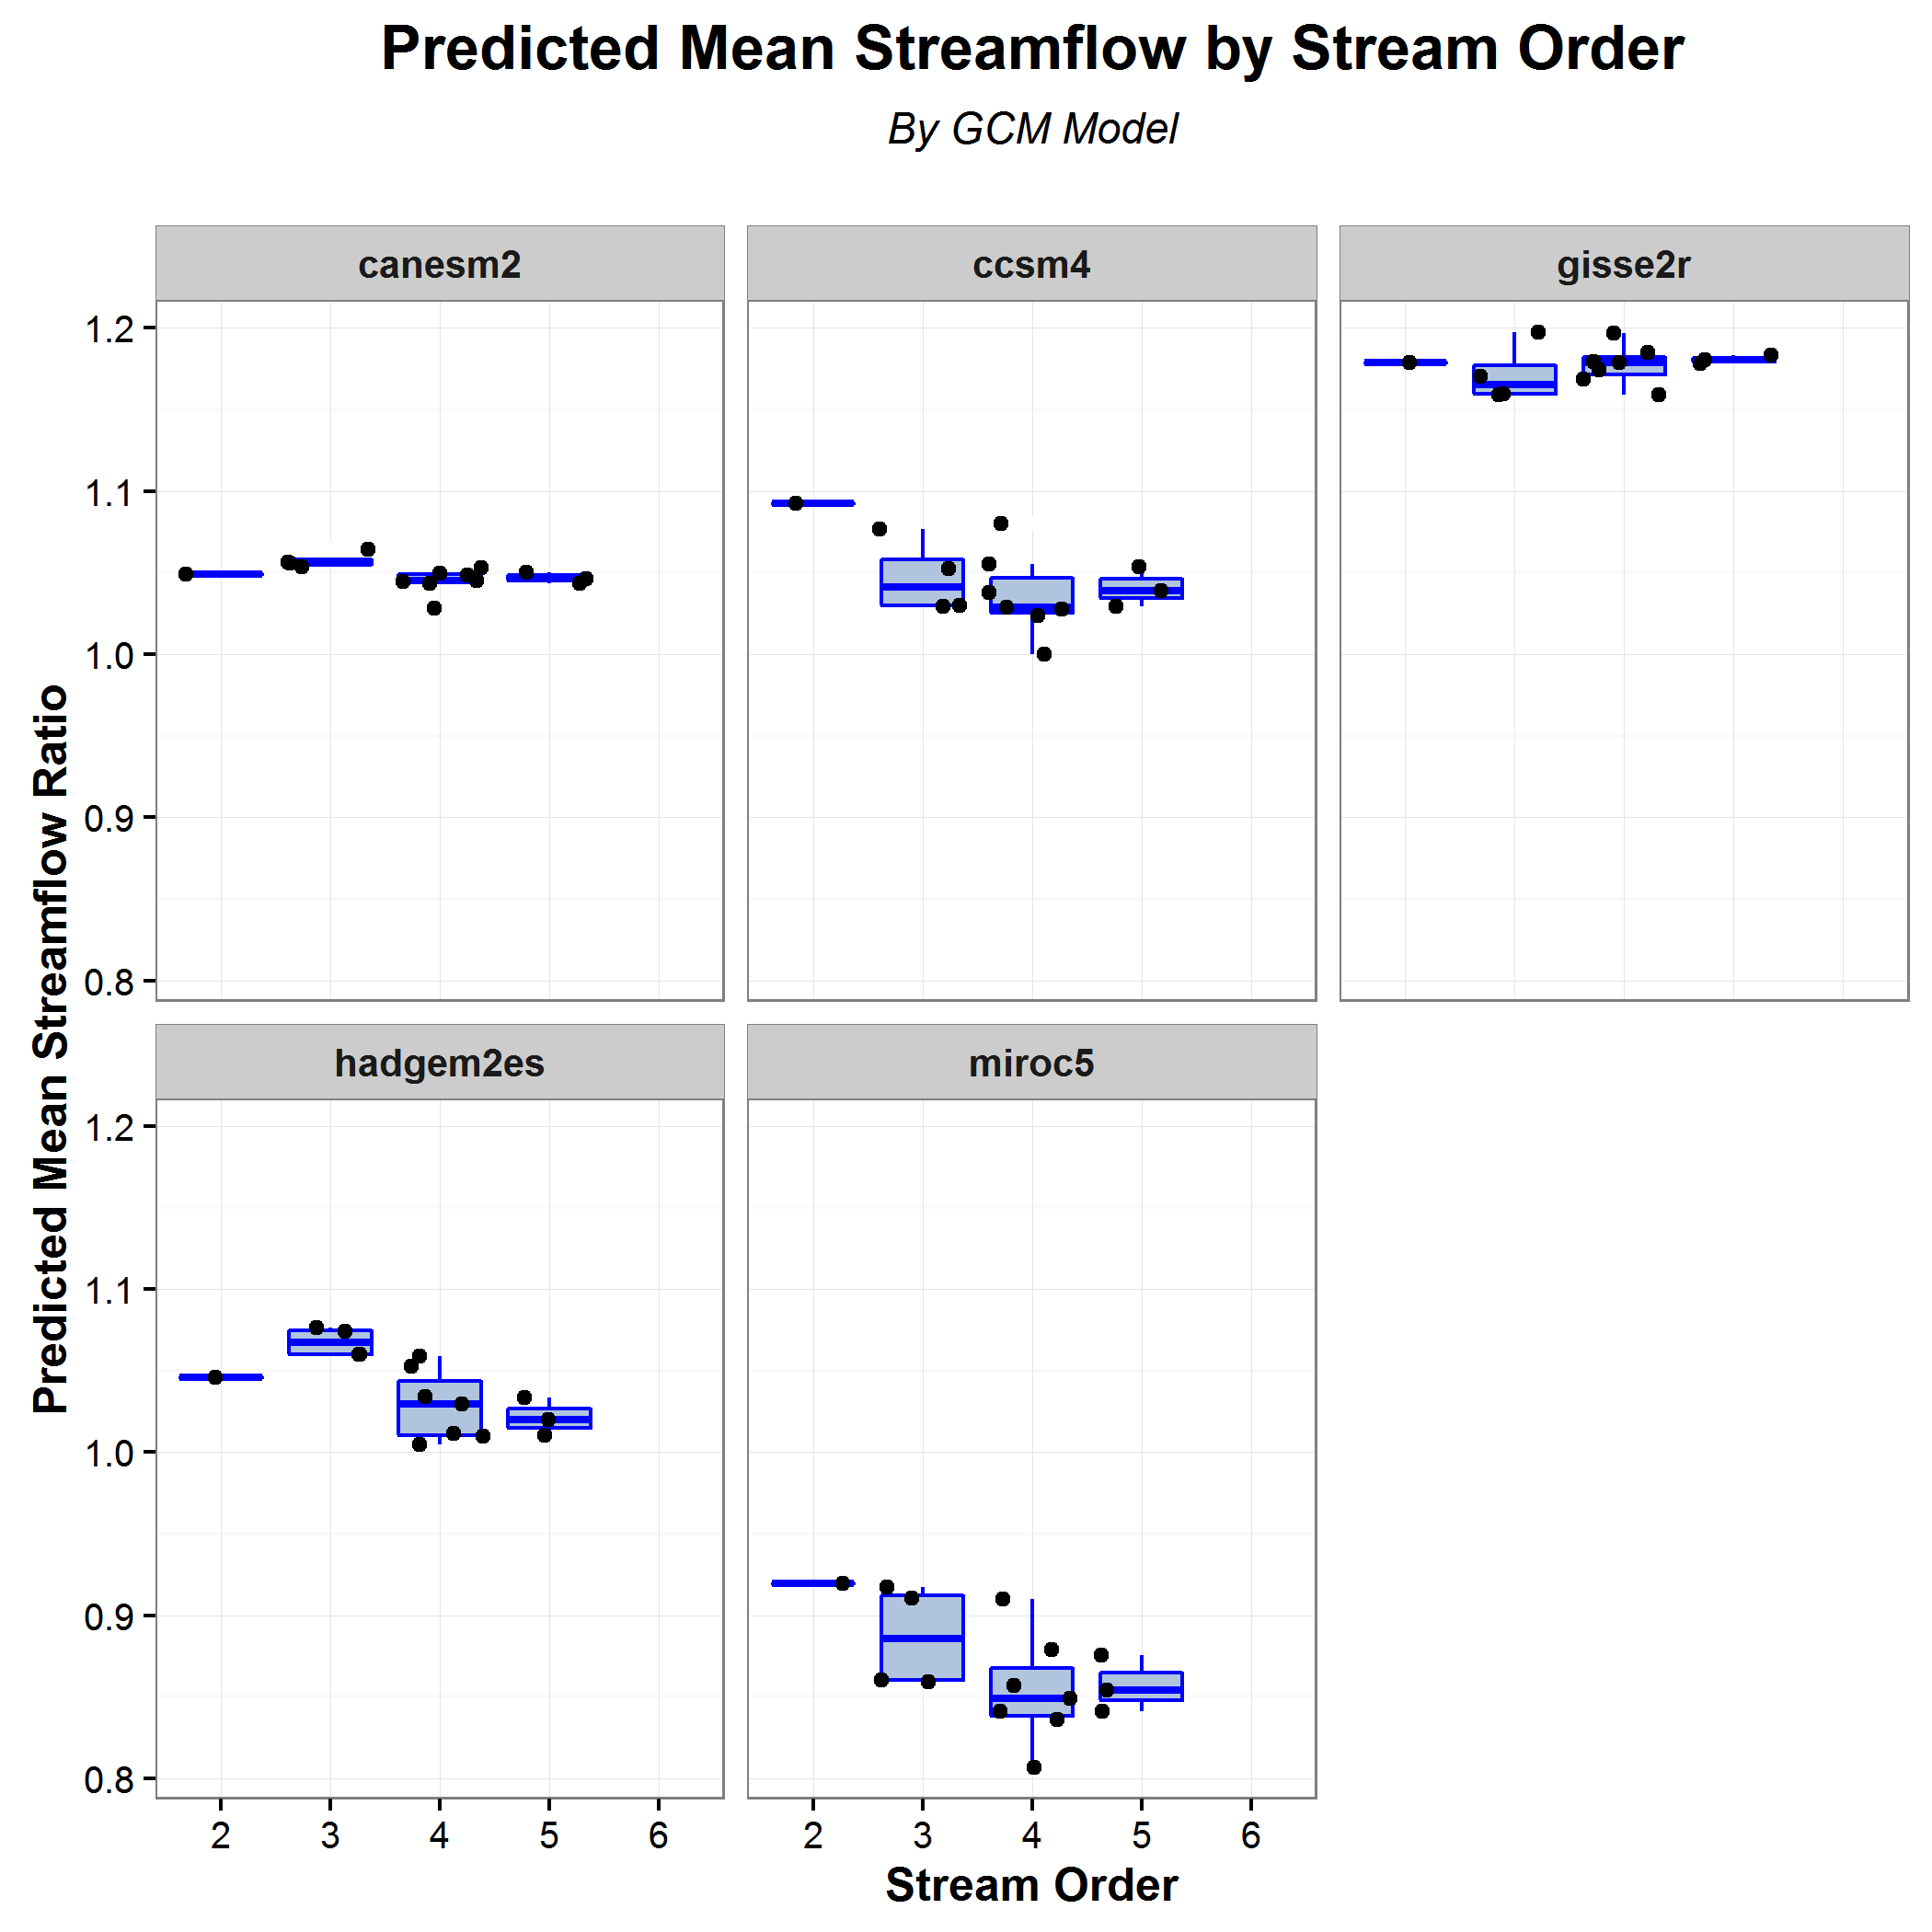 Predicted Mean Streamflow by Stream Order
By GCM Model
canesm2
ccsm4
gisse2r
1.2
1.1
1.0
0.9
0.8
Predicted Mean Streamflow Ratio
hadgem2es
miroc5
1.2
1.1
1.0
0.9
0.8
2 3 4 5 6
2 3 4 5 6
Stream Order